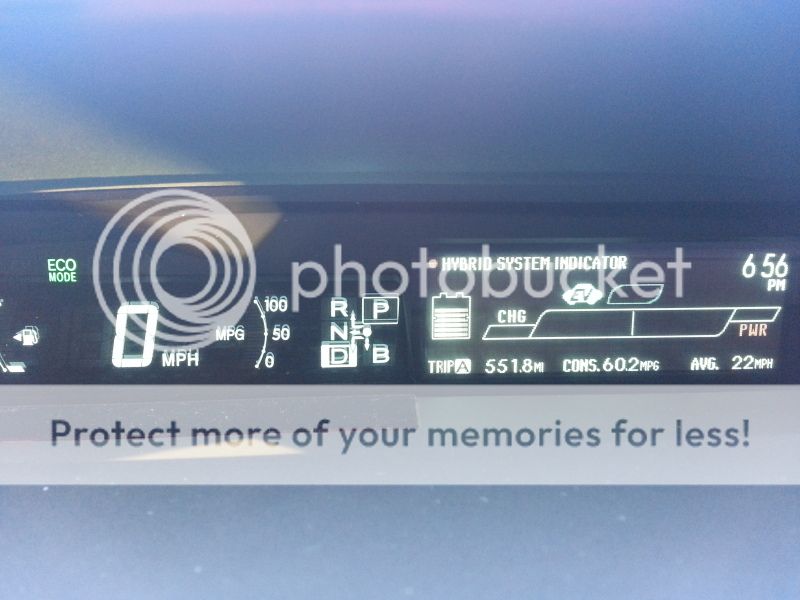 photobucket
HYBRID SYSTEM INDICATOR
6:56
PM
ECO
MODE
0
MPH
MPG
100
50
0
R
N
D
P
B
EV
CHG
PWR
TRIP A 551.8MI CONS. 60.2MPG AVG. 22MPH
Protect more of your memories for less!